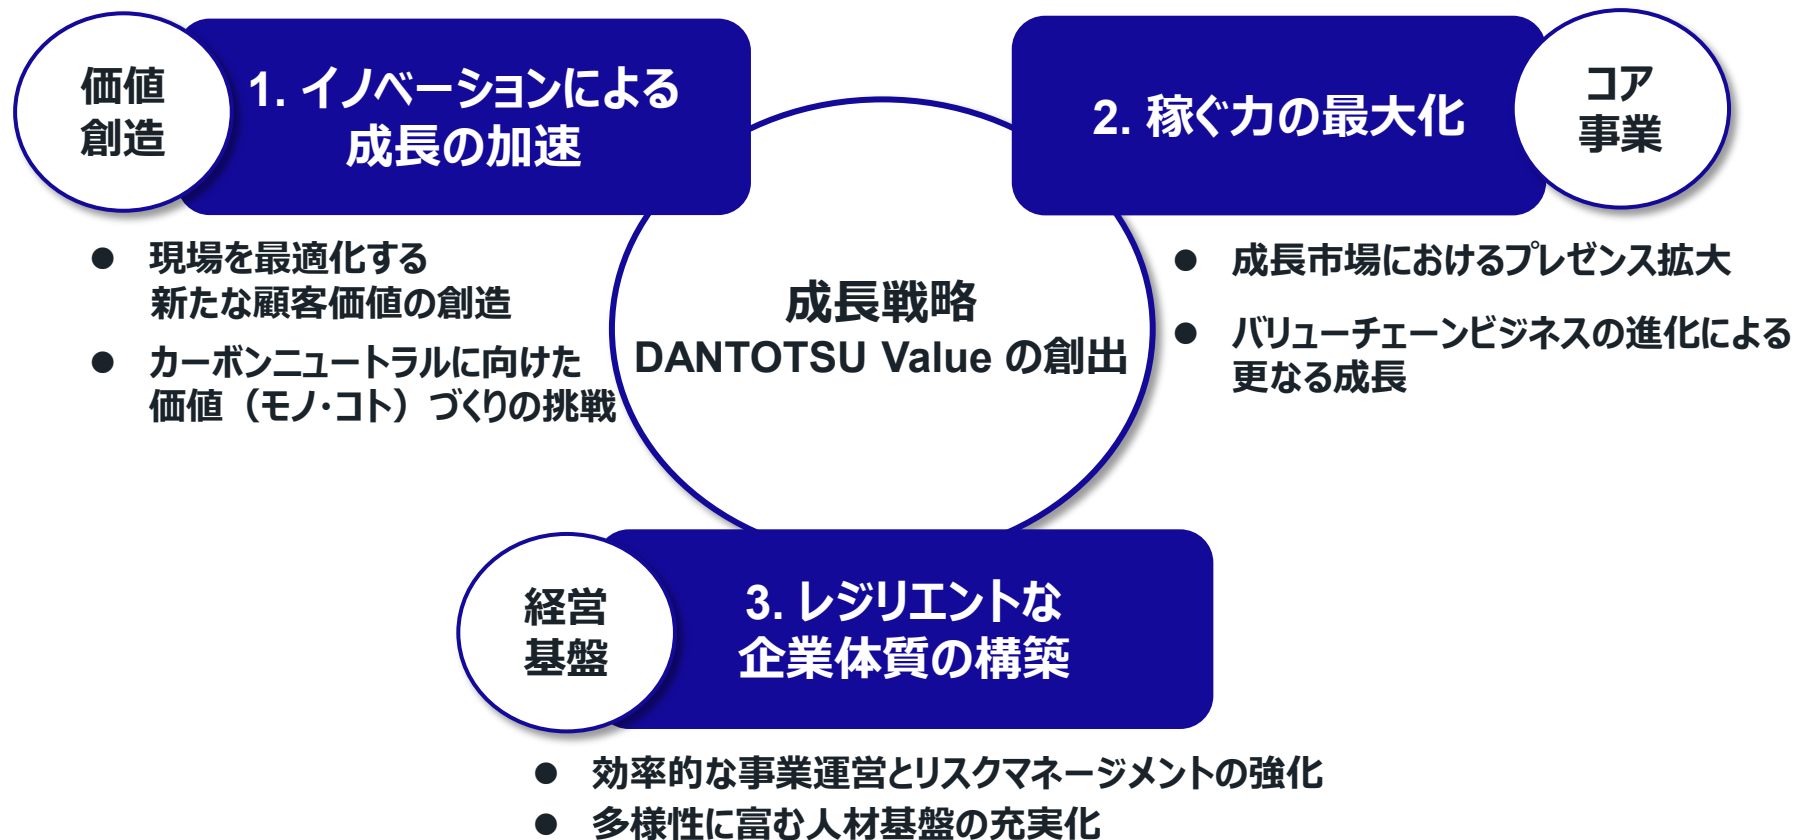 価値
創造
1. イノベーションによる
成長の加速
現場を最適化する
新たな顧客価値の創造
カーボンニュートラルに向けた
価値（モノ・コト）づくりの挑戦
成長戦略
DANTOTSU Value の創出
2. 稼ぐ力の最大化
コア
事業
成長市場におけるプレゼンス拡大
バリューチェーンビジネスの進化による
更なる成長
経営
基盤
3. レジリエントな
企業体質の構築
効率的な事業運営とリスクマネージメントの強化
多様性に富む人材基盤の充実化